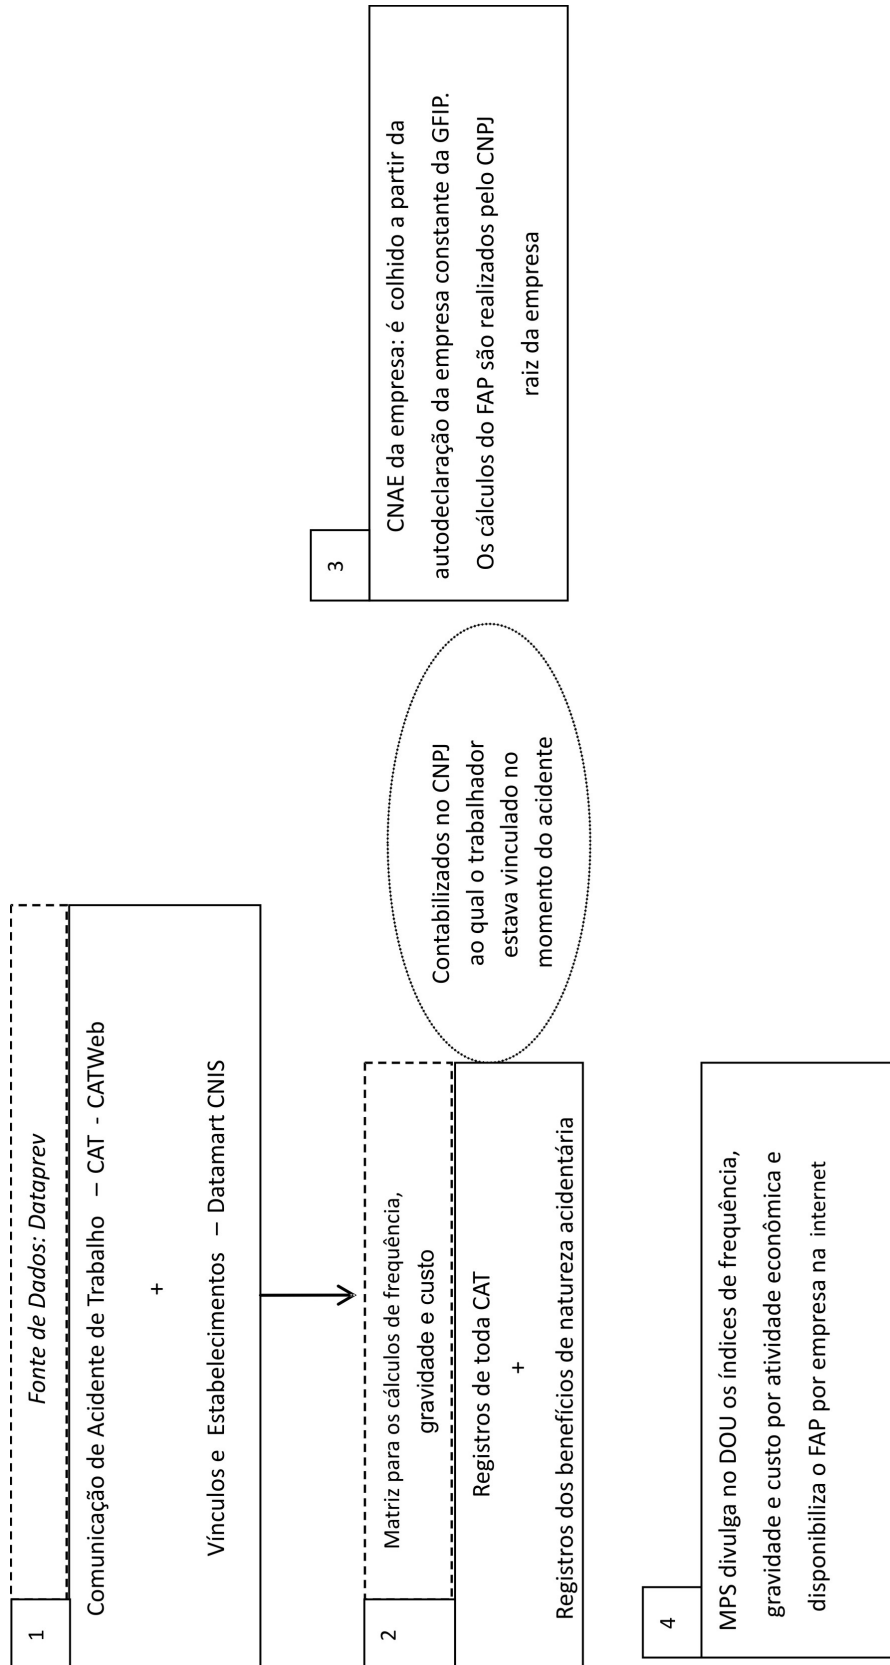 1
Fonte de Dados: Dataprev
Comunicação de Acidente de Trabalho – CAT - CATWeb
+
Vínculos e Estabelecimentos – Datamart CNIS
2
Matriz para os cálculos de frequência,
gravidade e custo
Registros de toda CAT
+
Registros dos benefícios de natureza acidentária
Contabilizados no CNPJ
ao qual o trabalhador
estava vinculado no
momento do acidente
3
CNAE da empresa: é colhido a partir da
autodeclaração da empresa constante da GFIP.
Os cálculos do FAP são realizados pelo CNPJ
raiz da empresa
4
MPS divulga no DOU os índices de frequência,
gravidade e custo por atividade econômica e
disponibiliza o FAP por empresa na internet